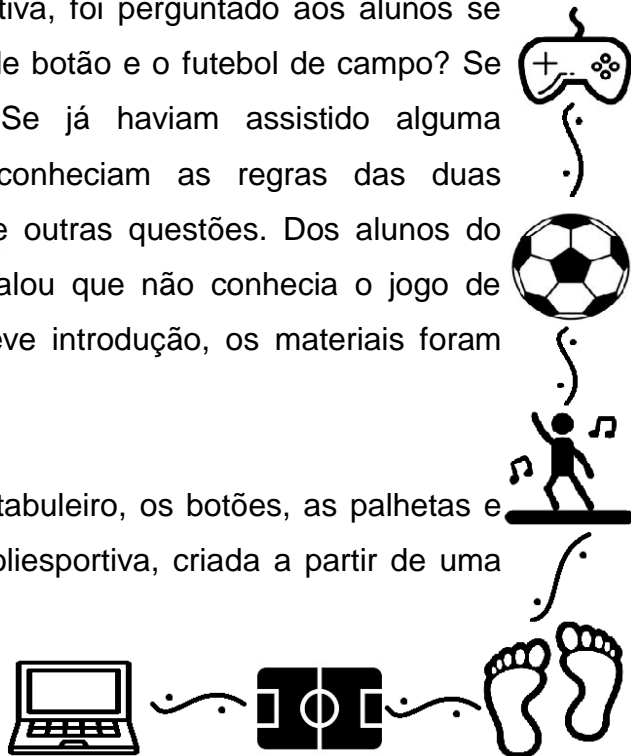 tiva, foi perguntado aos alunos se
de botão e o futebol de campo? Se
Se já haviam assistido alguma
conheciam as regras das duas
e outras questões. Dos alunos do
alou que não conhecia o jogo de
eve introdução, os materiais foram
tabuleiro, os botões, as palhetas e
oliesportiva, criada a partir de uma